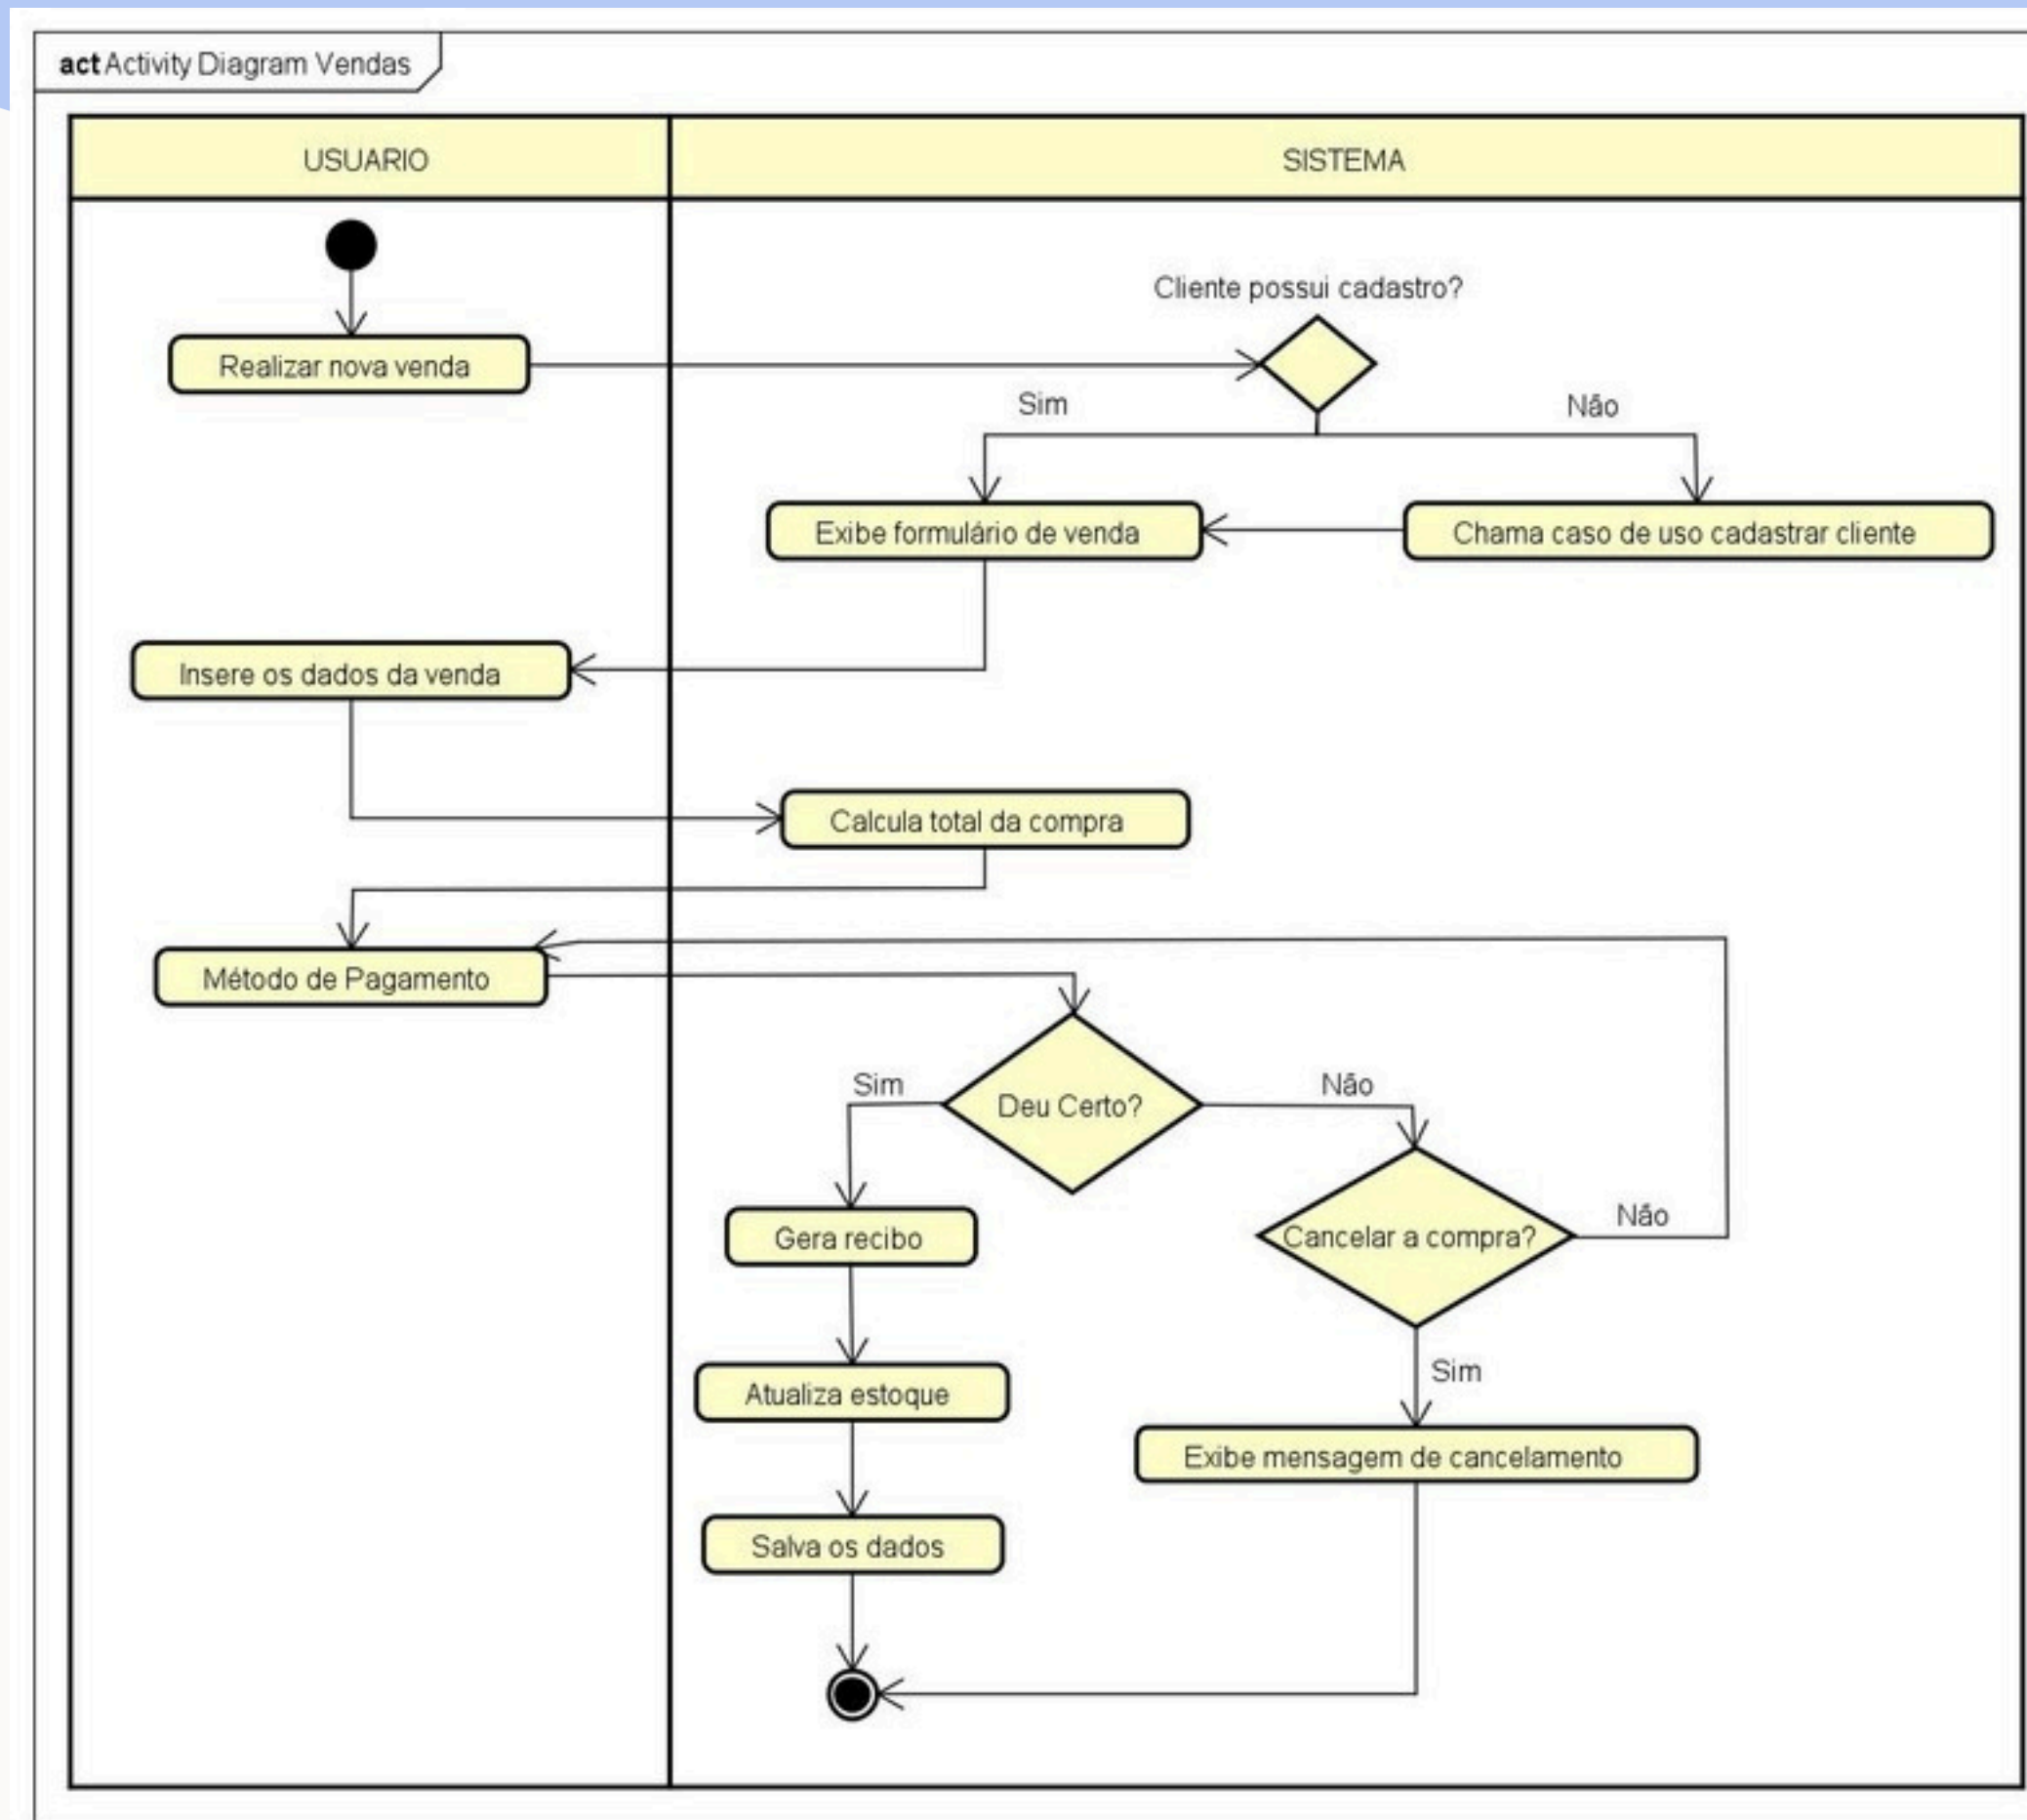 act Activity Diagram Vendas
USUARIO
SISTEMA
Cliente possui cadastro?
Realizar nova venda
Sim
Não
Exibe formulário de venda
Chama caso de uso cadastrar cliente
Insere os dados da venda
Calcula total da compra
Método de Pagamento
Sim
Deu Certo?
Não
Gera recibo
Cancelar a compra?
Não
Sim
Atualiza estoque
Exibe mensagem de cancelamento
Salva os dados